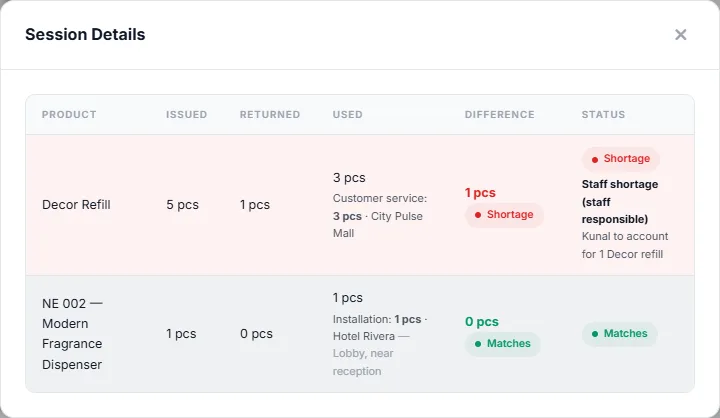 Session Details
PRODUCT ISSUED RETURNED USED DIFFERENCE STATUS
Decor Refill
5 pcs
1 pcs
3 pcs
Customer service:
3 pcs · City Pulse
Mall
1 pcs
Shortage
Shortage
Staff shortage
(staff
responsible)
Kunal to account
for 1 Decor refill
NE 002 —
Modern
Fragrance
Dispenser
1 pcs
0 pcs
1 pcs
Installation: 1 pcs ·
Hotel Rivera —
Lobby, near
reception
0 pcs
Matches
Matches